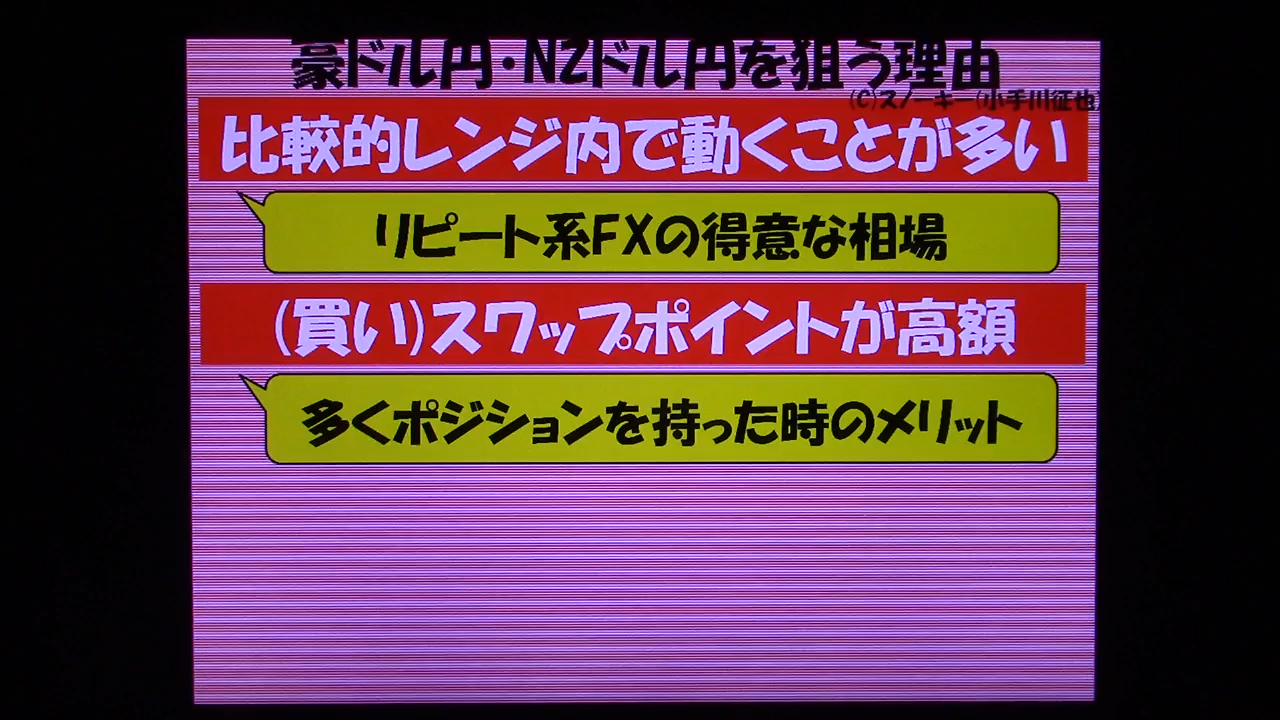 豪ドル円・NZドル円を狙う理由
(C)スノーキー(小手川征也)
比較的レンジ内で動くことが多い
リピート系FXの得意な相場
(買い)スワップポイントが高額
多くポジションを持った時のメリット